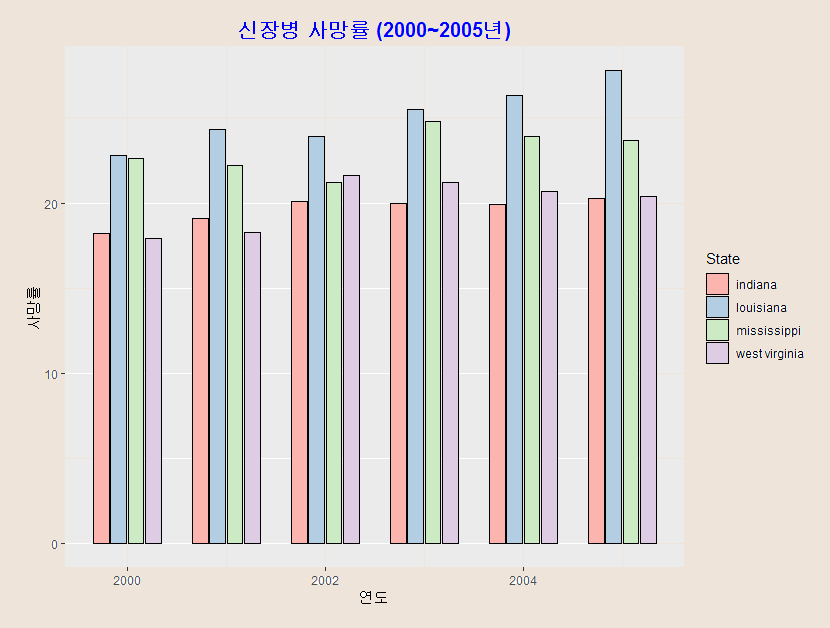 신장병 사망률 (2000~2005년)
사망률
20
10
0
2000
2002
2004
연도
State
indiana
louisiana
mississippi
west virginia